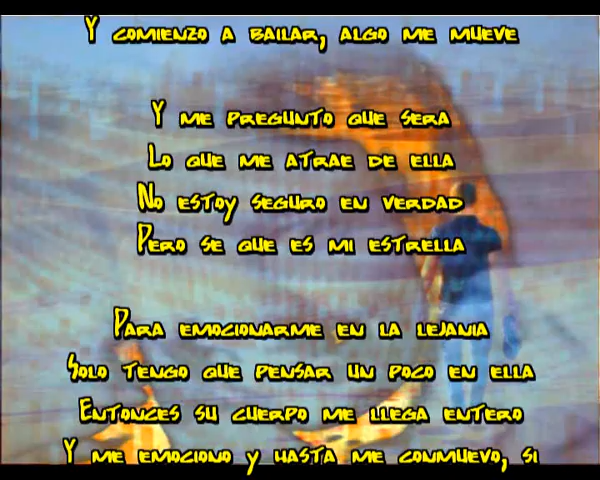 Y comienzo a bailar, algo me mueve
Y me pregunto que sera
Lo que me atrae de ella
No estoy seguro en verdad
Pero se que es mi estrella
Para emocionarme en la lejania
Solo tengo que pensar un poco en ella
Entonces su cuerpo me llega entero
Y me emociono y hasta me conmuevo, si